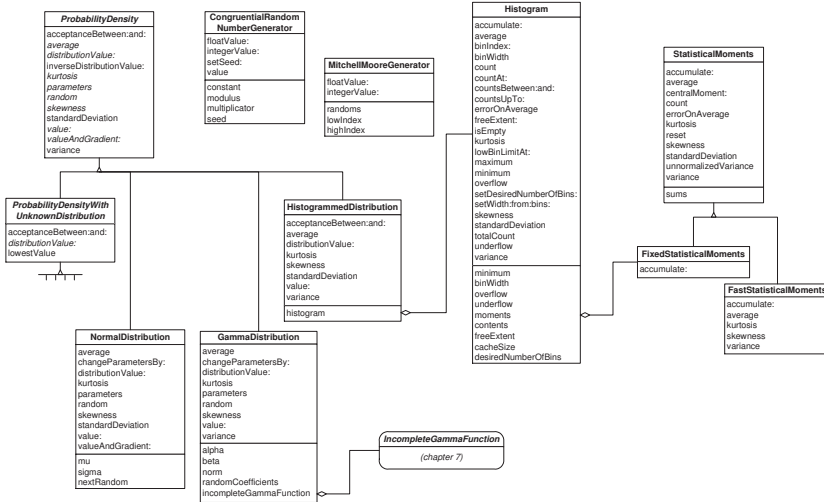 ProbabilityDensity
acceptanceBetween:and:
average
distributionValue:
inverseDistributionValue:
kurtosis
parameters
random
skewness
standardDeviation
value:
valueAndGradient:
variance
CongruentialRandom
NumberGenerator
floatValue:
integerValue:
setSeed:
value
constant
modulus
multiplicator
seed
MitchellMooreGenerator
floatValue:
integerValue:
randoms
lowIndex
highIndex
Histogram
accumulate:
average
binIndex:
binWidth
count
countAt:
countsBetween:and:
countsUpTo:
errorOnAverage
freeExtent:
isEmpty
kurtosis
lowBinLimitAt:
maximum
minimum
overflow
setDesiredNumberOfBins:
setWidth:from:bins:
skewness
standardDeviation
totalCount
underflow
variance
minimum
binWidth
overflow
underflow
moments
contents
freeExtent
cacheSize
desiredNumberOfBins
StatisticalMoments
accumulate:
average
centralMoment:
count
errorOnAverage
kurtosis
reset
skewness
standardDeviation
unnormalizedVariance
variance
sums
FixedStatisticalMoments
accumulate:
FastStatisticalMoments
accumulate:
average
kurtosis
skewness
variance
ProbabilityDensityWith
UnknownDistribution
acceptanceBetween:and:
distributionValue:
lowestValue
HistogrammedDistribution
acceptanceBetween:and:
average
distributionValue:
kurtosis
skewness
standardDeviation
value:
variance
histogram
NormalDistribution
average
changeParametersBy:
distributionValue:
kurtosis
parameters
random
skewness
standardDeviation
value:
valueAndGradient:
mu
sigma
nextRandom
GammaDistribution
average
changeParametersBy:
distributionValue:
kurtosis
parameters
random
skewness
value:
variance
alpha
beta
norm
randomCoefficients
incompleteGammaFunction
IncompleteGammaFunction
(chapter 7)